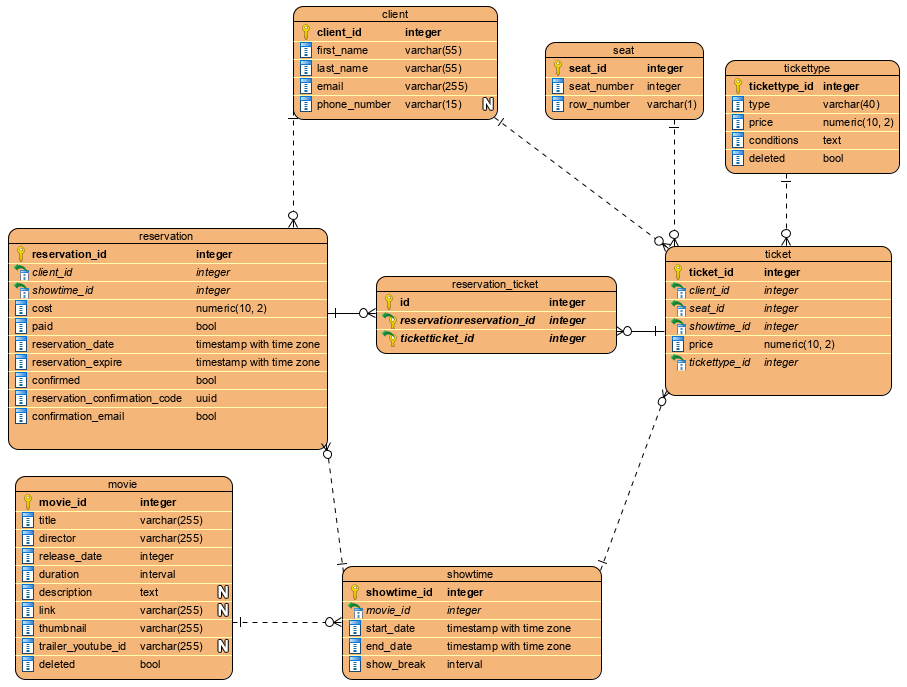 client
client_id integer
first_name varchar(55)
last_name varchar(55)
email varchar(255)
phone_number varchar(15) N
seat
seat_id integer
seat_number integer
row_number varchar(1)
tickettype
tickettype_id integer
type varchar(40)
price numeric(10, 2)
conditions text
deleted bool
reservation
reservation_id integer
client_id integer
showtime_id integer
cost numeric(10, 2)
paid bool
reservation_date timestamp with time zone
reservation_expire timestamp with time zone
confirmed bool
reservation_confirmation_code uuid
confirmation_email bool
reservation_ticket
id integer
reservationreservation_id integer
ticketticket_id integer
ticket
ticket_id integer
client_id integer
seat_id integer
showtime_id integer
price numeric(10, 2)
tickettype_id integer
movie
movie_id integer
title varchar(255)
director varchar(255)
release_date integer
duration interval
description text N
link varchar(255) N
thumbnail varchar(255)
trailer_youtube_id varchar(255) N
deleted bool
showtime
showtime_id integer
movie_id integer
start_date timestamp with time zone
end_date timestamp with time zone
show_break interval